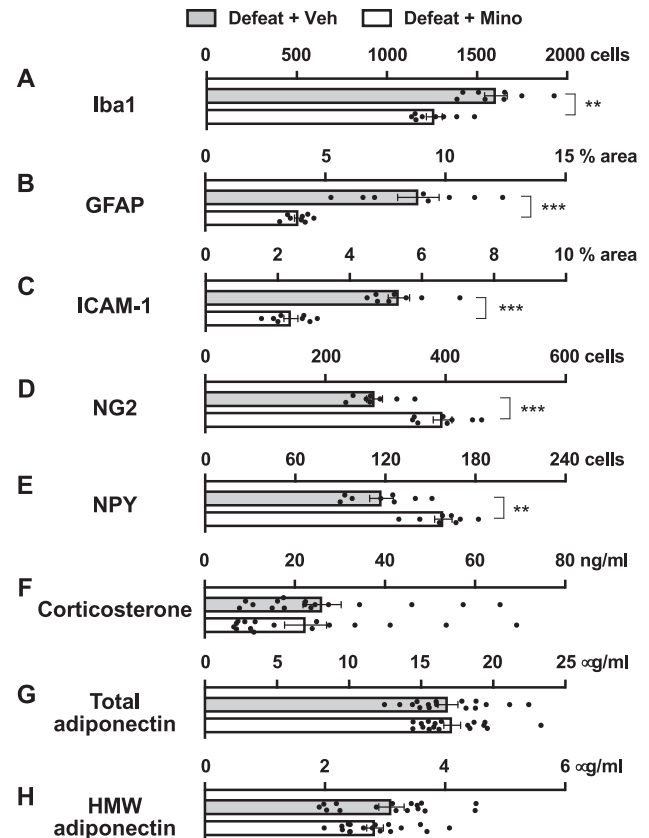 Defeat + Veh Defeat + Mino
0 500 1000 1500 2000 cells
A
Iba1
**
0 5 10 15 % area
B
GFAP
***
0 2 4 6 8 10 % area
C
ICAM-1
***
0 200 400 600 cells
D
NG2
***
0 60 120 180 240 cells
E
NPY
**
0 20 40 60 80 ng/ml
F
Corticosterone
0 5 10 15 20 25 ∝g/ml
G
Total
adiponectin
0 2 4 6 ∝g/ml
H
HMW
adiponectin